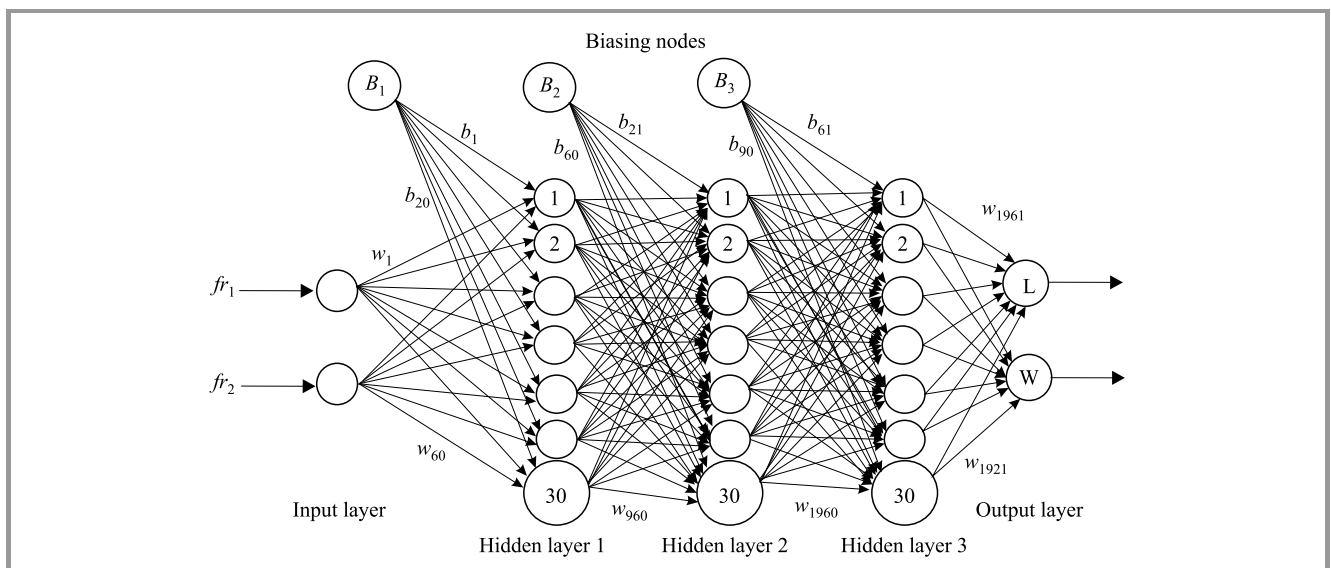 Biasing nodes
B₁
B₂
B₃
b₁
b₂₁
b₆₁
b₆₀
b₉₀
b₂₀
1
1
1
w₁₉₆₁
w₁
2
2
2
fr₁
L
fr₂
W
w₆₀
w₁₉₂₁
30
30
30
Input layer
w₉₆₀
w₁₉₆₀
Output layer
Hidden layer 1
Hidden layer 2
Hidden layer 3